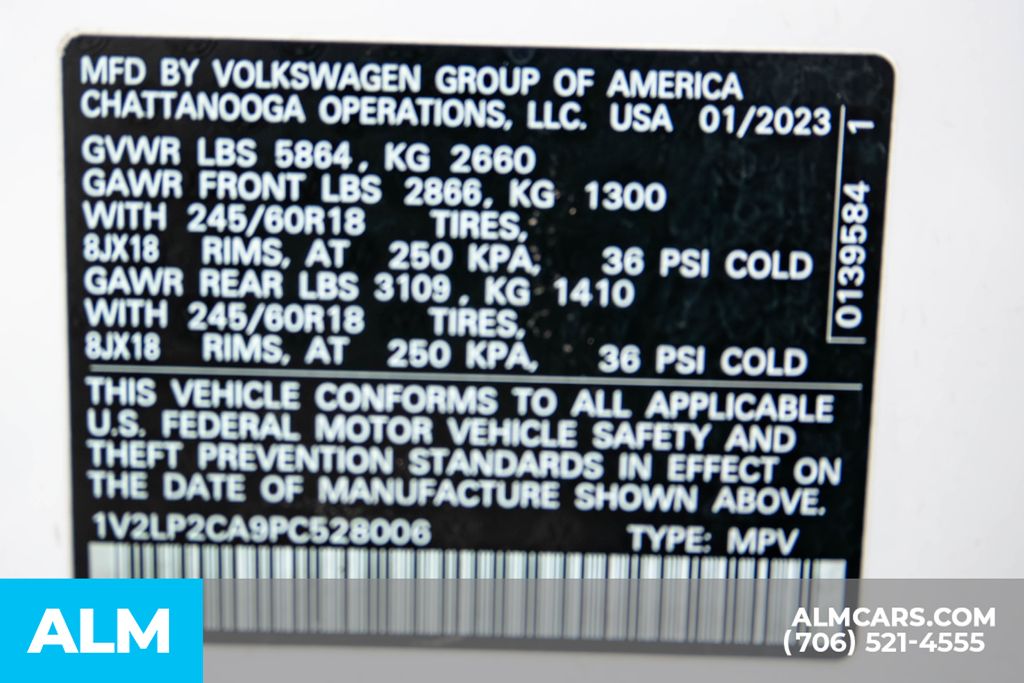 MFD BY VOLKSWAGEN GROUP OF AMERICA
CHATTANOOGA OPERATIONS, LLC. USA 01/2023
GVWR LBS 5864, KG 2660
GAWR FRONT LBS 2866, KG 1300
WITH 245/60R18 TIRES,
8JX18 RIMS, AT 250 KPA, 36 PSI COLD
GAWR REAR LBS 3109, KG 1410
WITH 245/60R18 TIRES,
8JX18 RIMS, AT 250 KPA, 36 PSI COLD
0139584 1
THIS VEHICLE CONFORMS TO ALL APPLICABLE
U.S. FEDERAL MOTOR VEHICLE SAFETY AND
THEFT PREVENTION STANDARDS IN EFFECT ON
THE DATE OF MANUFACTURE SHOWN ABOVE.
1V2LP2CA9PC528006 TYPE: MPV
ALM
ALMCARS.COM
(706) 521-4555